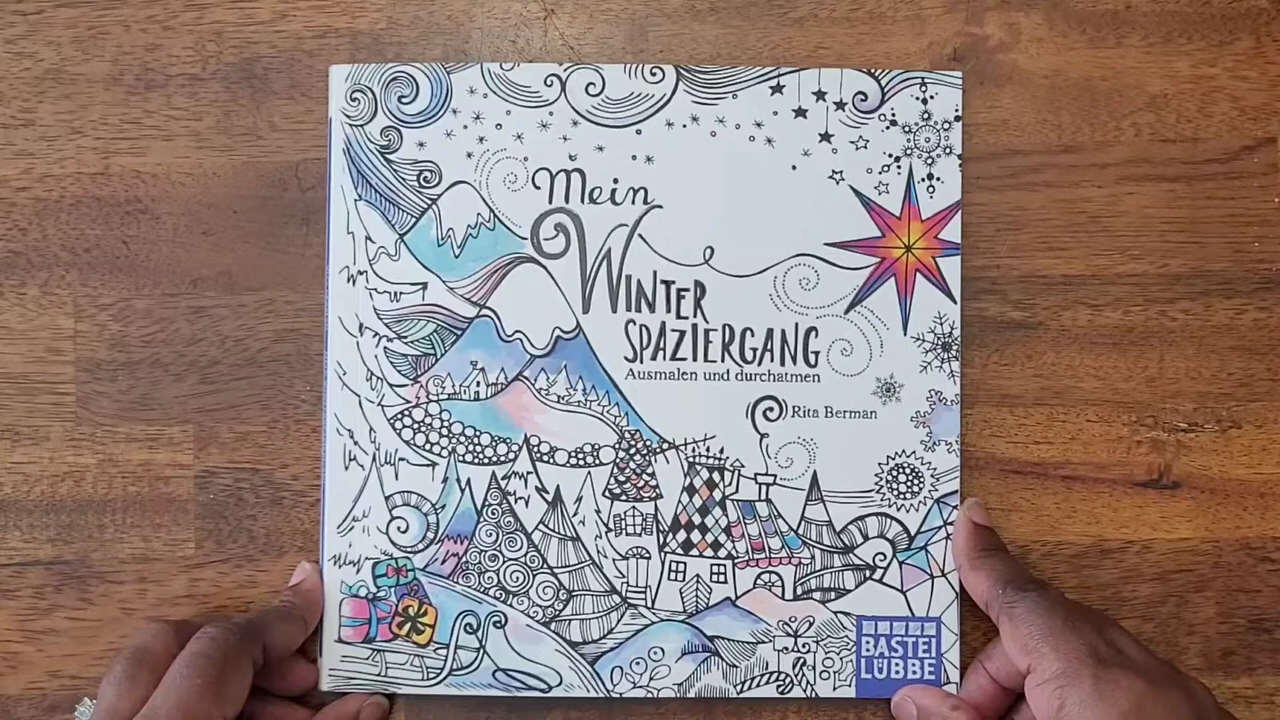 Mein
WINTER
SPAZIERGANG
Ausmalen und durchatmen
Rita Berman
BASTEI
LÜBBE